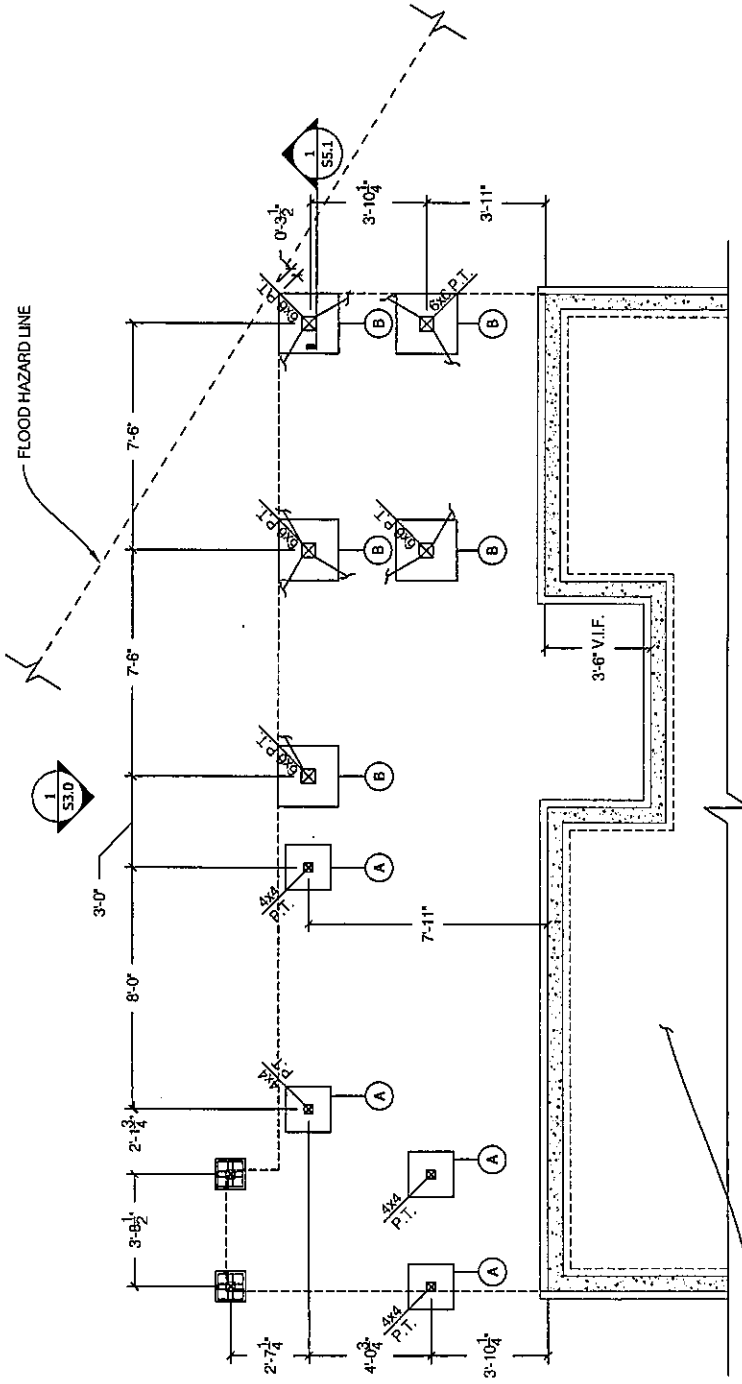 FLOOD HAZARD LINE
1
S3.0
1
S5.1
3'-8 1/2"
2'-1 3/4"
8'-0"
3'-0"
7'-6"
7'-6"
0'-3 1/2"
3'-10 1/4"
3'-11"
2'-7 1/4"
4'-0 3/4"
3'-10 1/4"
7'-11"
3'-6" V.I.F.
4x4
P.T.
A
4x4
P.T.
A
4x4
P.T.
A
4x4
P.T.
A
6x6 P.T.
B
6x6 P.T.
B
6x6 P.T.
B
6x6 P.T.
B
6x6 P.T.
B